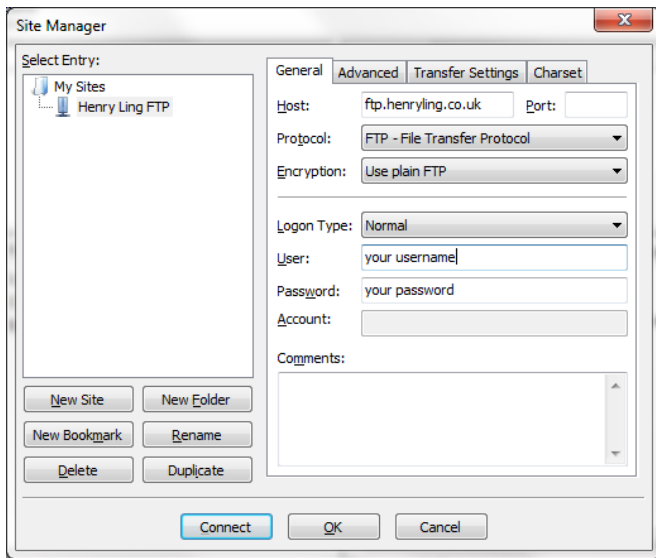 Site Manager
Select Entry:
My Sites
Henry Ling FTP
New Site New Folder
New Bookmark Rename
Delete Duplicate
General Advanced Transfer Settings Charset
Host: ftp.henryling.co.uk Port:
Protocol: FTP - File Transfer Protocol
Encryption: Use plain FTP
Logon Type: Normal
User: your username
Password: your password
Account:
Comments:
Connect OK Cancel